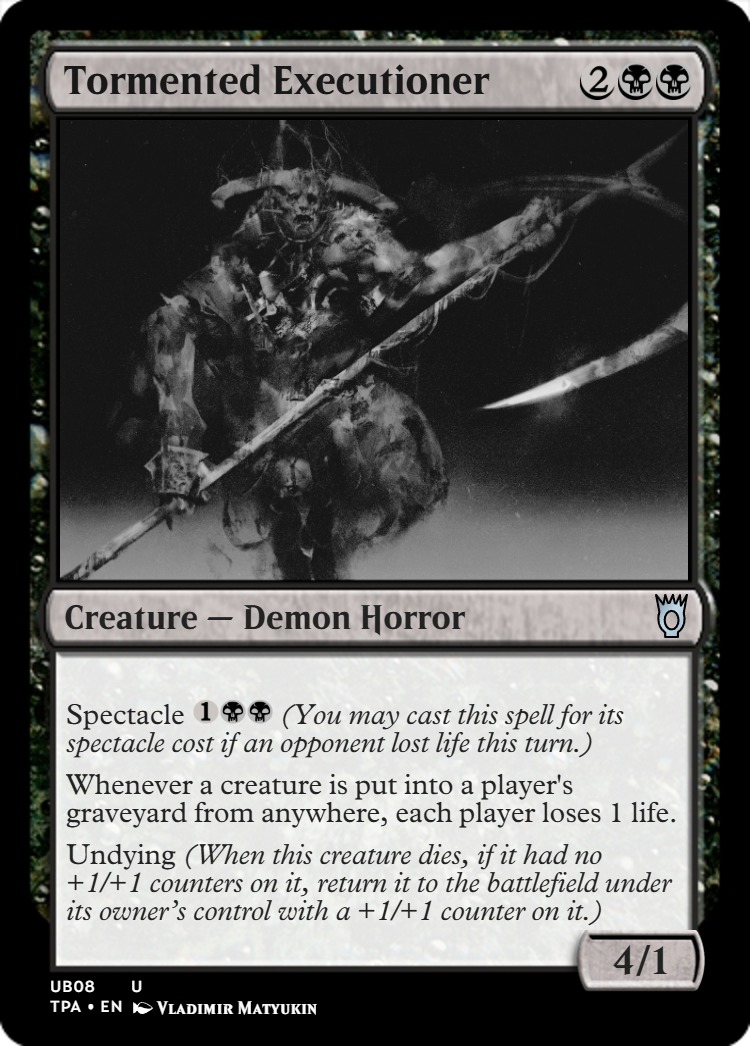 Tormented Executioner 2
Creature — Demon Horror
Spectacle 1 (You may cast this spell for its
spectacle cost if an opponent lost life this turn.)
Whenever a creature is put into a player's
graveyard from anywhere, each player loses 1 life.
Undying (When this creature dies, if it had no
+1/+1 counters on it, return it to the battlefield under
its owner’s control with a +1/+1 counter on it.)
4/1
UB08 U
TPA • EN Vladimir Matyukin